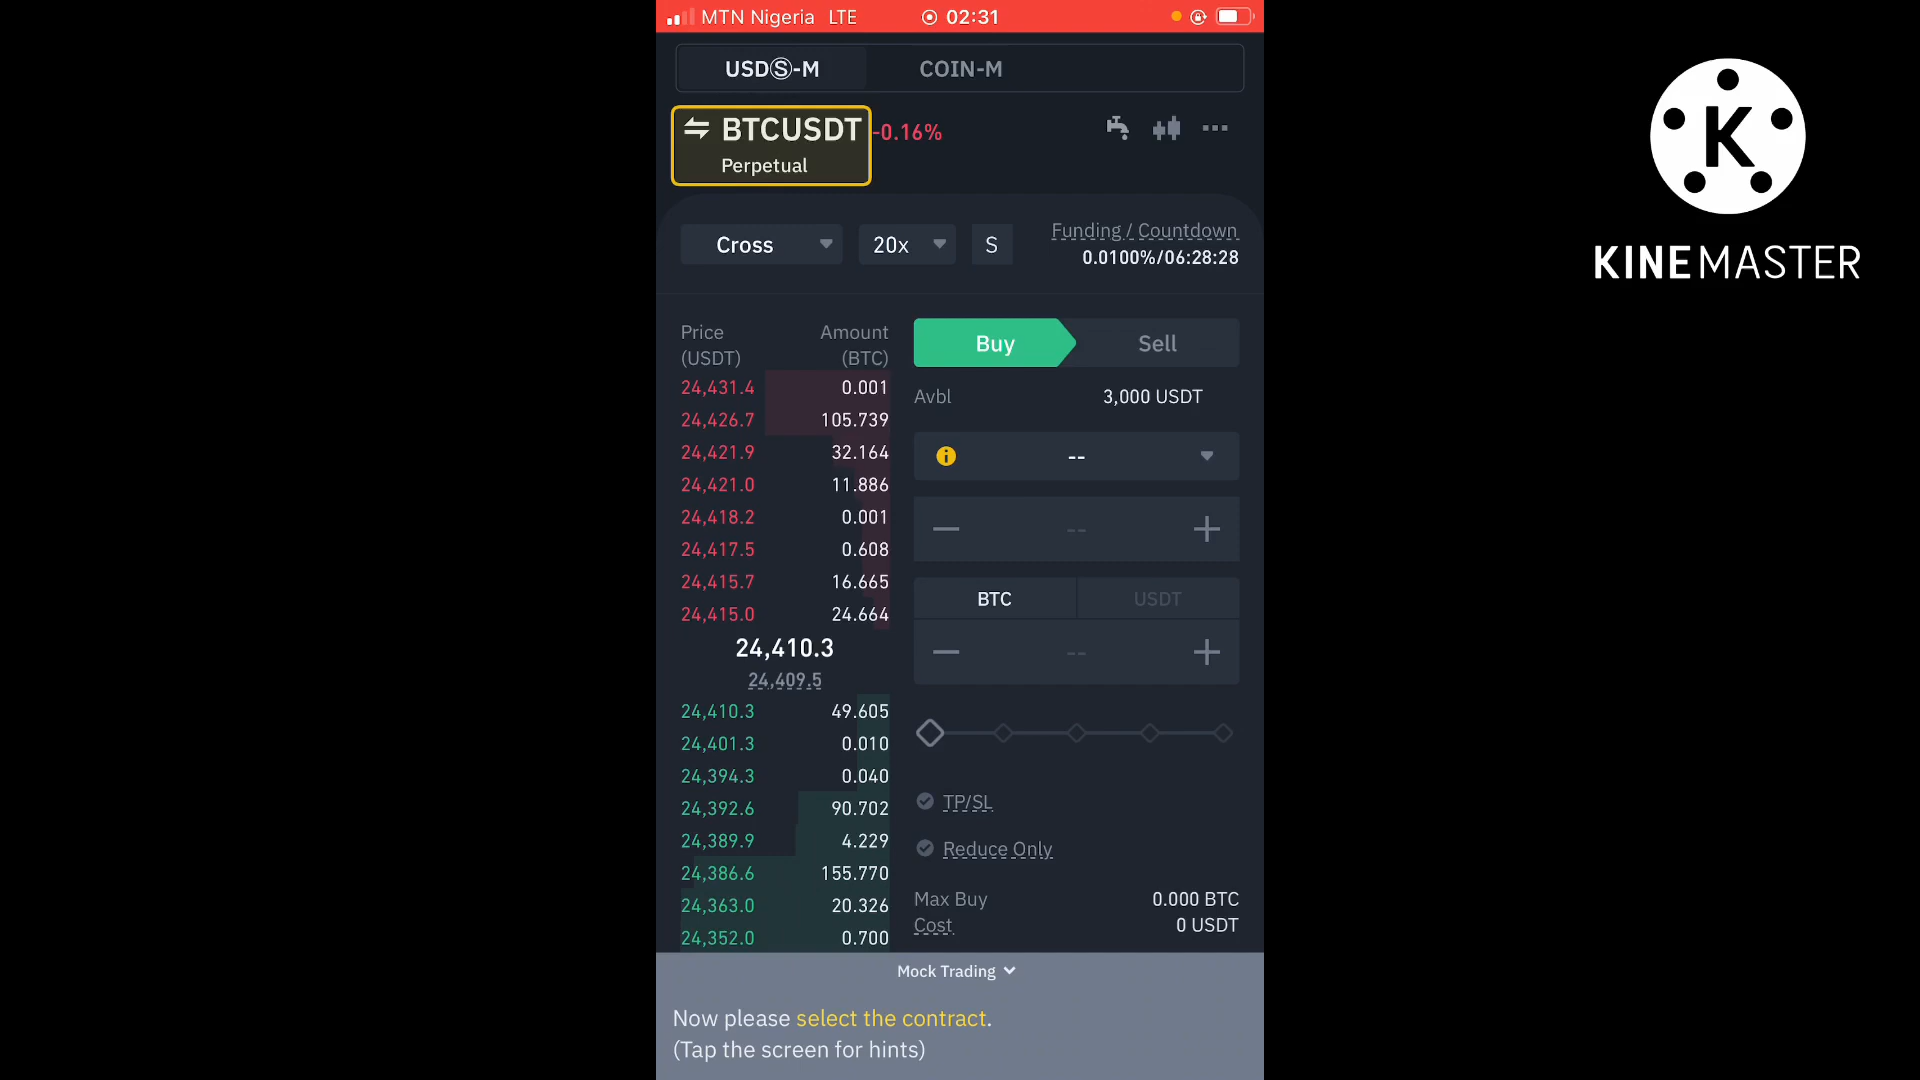 MTN Nigeria LTE 02:31
USDⓈ-M COIN-M
BTCUSDT -0.16%
Perpetual
Cross 20x S
Funding / Countdown
0.0100%/06:28:28
Price Amount
(USDT) (BTC)
24,431.4 0.001
24,426.7 105.739
24,421.9 32.164
24,421.0 11.886
24,418.2 0.001
24,417.5 0.608
24,415.7 16.665
24,415.0 24.664
24,410.3
24,409.5
24,410.3 49.605
24,401.3 0.010
24,394.3 0.040
24,392.6 90.702
24,389.9 4.229
24,386.6 155.770
24,363.0 20.326
24,352.0 0.700
Buy Sell
Avbl 3,000 USDT
--
--
BTC USDT
--
TP/SL
Reduce Only
Max Buy 0.000 BTC
Cost 0 USDT
Mock Trading
Now please select the contract.
(Tap the screen for hints)
K
KINEMASTER